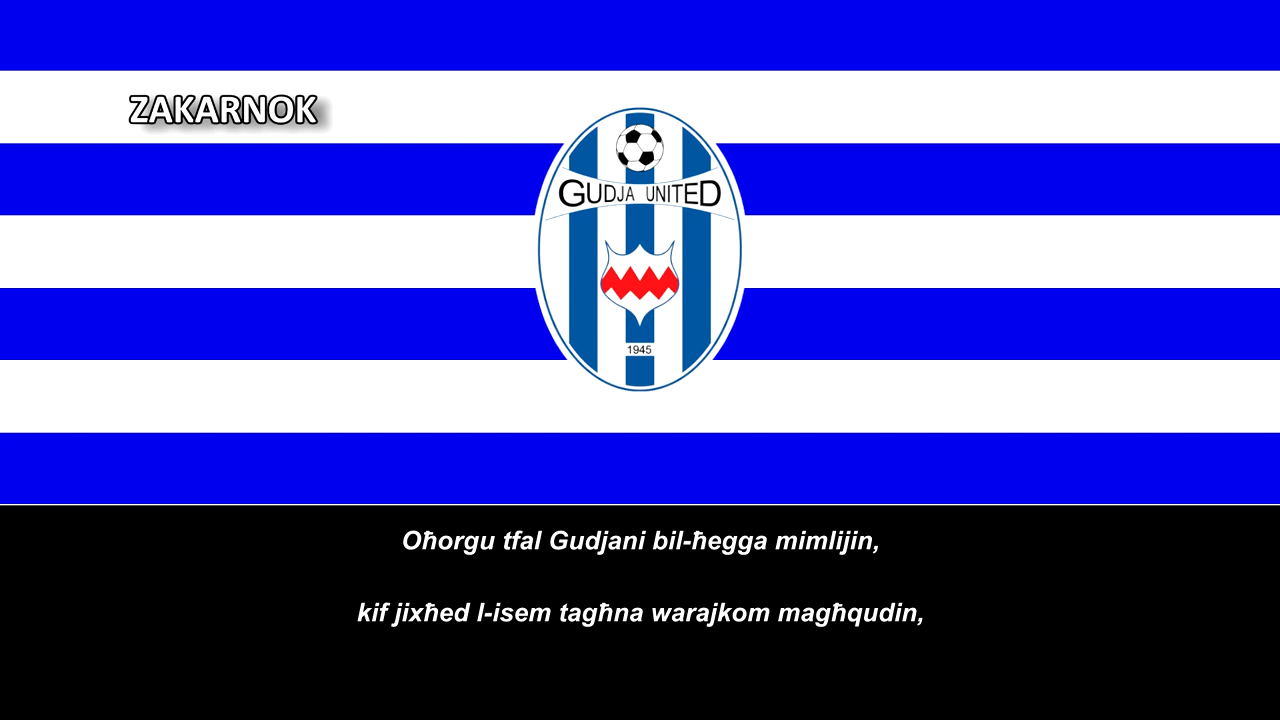 ZAKARNOK
GUDJA UNITED
1945
Oħorgu tfal Gudjani bil-ħegga mimlijin,
kif jixħed l-isem tagħna warajkom magħqudin,